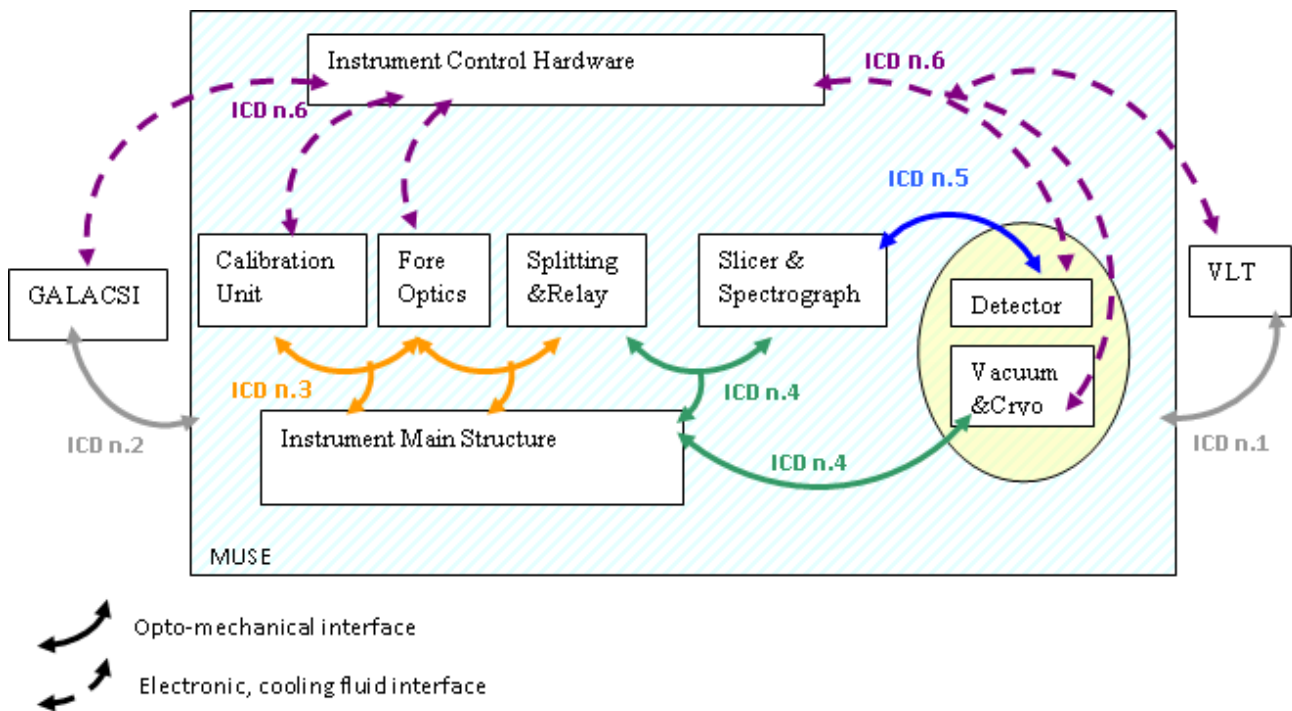 Instrument Control Hardware
ICD n.6
ICD n.6
ICD n.5
Calibration
Unit
Fore
Optics
Splitting
&Relay
Slicer &
Spectrograph
GALACSI
VLT
Detector
Vacuum
&Cryo
ICD n.3
ICD n.4
Instrument Main Structure
ICD n.2
ICD n.4
ICD n.1
MUSE
Opto-mechanical interface
Electronic, cooling fluid interface